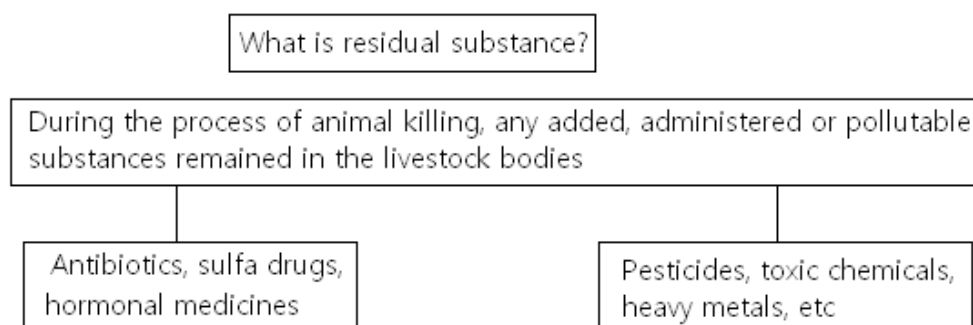 What is residual substance?
During the process of animal killing, any added, administered or pollutable
substances remained in the livestock bodies
Antibiotics, sulfa drugs,
hormonal medicines
Pesticides, toxic chemicals,
heavy metals, etc